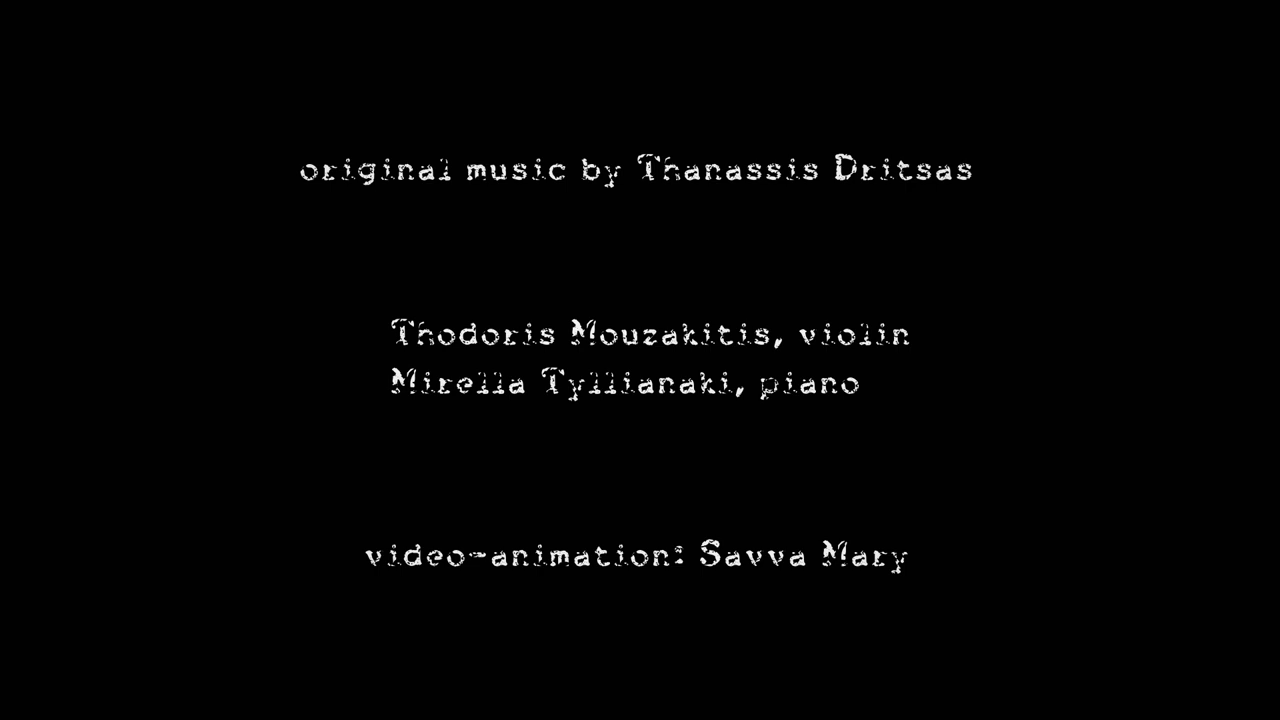 original music by Thanassis Dritsas
Thodoris Mouzakitis, violin
Mirella Tyllianaki, piano
video-animation: Savva Mary